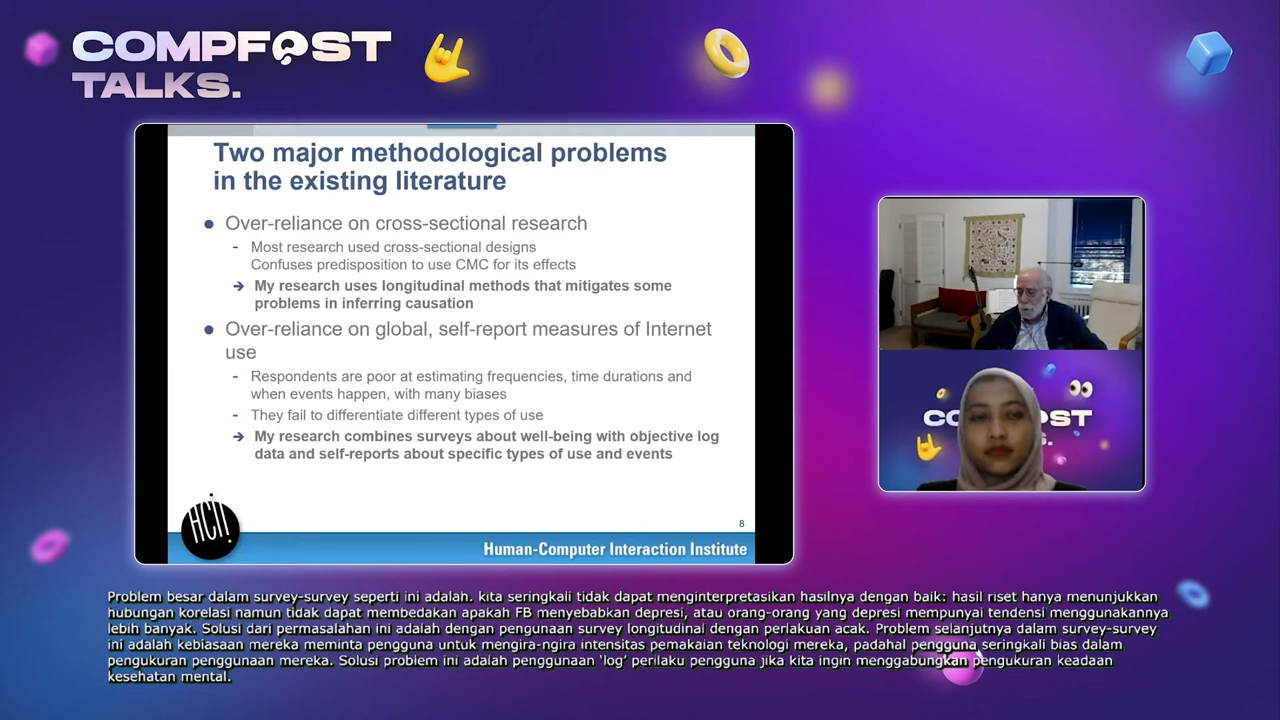 COMPFEST
TALKS.
Two major methodological problems
in the existing literature
Over-reliance on cross-sectional research
- Most research used cross-sectional designs
Confuses predisposition to use CMC for its effects
→ My research uses longitudinal methods that mitigates some
problems in inferring causation
Over-reliance on global, self-report measures of Internet
use
- Respondents are poor at estimating frequencies, time durations and
when events happen, with many biases
- They fail to differentiate different types of use
→ My research combines surveys about well-being with objective log
data and self-reports about specific types of use and events
HCII
8
Human-Computer Interaction Institute
Problem besar dalam survey-survey seperti ini adalah. kita seringkali tidak dapat menginterpretasikan hasilnya dengan baik: hasil riset hanya menunjukkan
hubungan korelasi namun tidak dapat membedakan apakah FB menyebabkan depresi, atau orang-orang yang depresi mempunyai tendensi menggunakannya
lebih banyak. Solusi dari permasalahan ini adalah dengan pengunaan survey longitudinal dengan perlakuan acak. Problem selanjutnya dalam survey-survey
ini adalah kebiasaan mereka meminta pengguna untuk mengira-ngira intensitas pemakaian teknologi mereka, padahal pengguna seringkali bias dalam
pengukuran penggunaan mereka. Solusi problem ini adalah penggunaan 'log' perilaku pengguna jika kita ingin menggabungkan pengukuran keadaan
kesehatan mental.